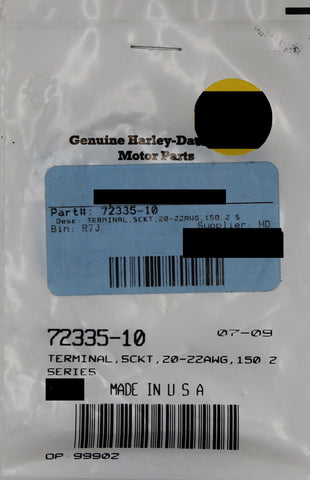 Genuine Harley-Dav
Motor Parts
Part#: 72335-10
Desc: TERMINAL,SCKT,20-22AWG,150 2 S
Bin: R7J Supplier: HD
72335-10 07-09
TERMINAL,SCKT,20-22AWG,150 2
SERIES
MADE IN U S A
OP 99902